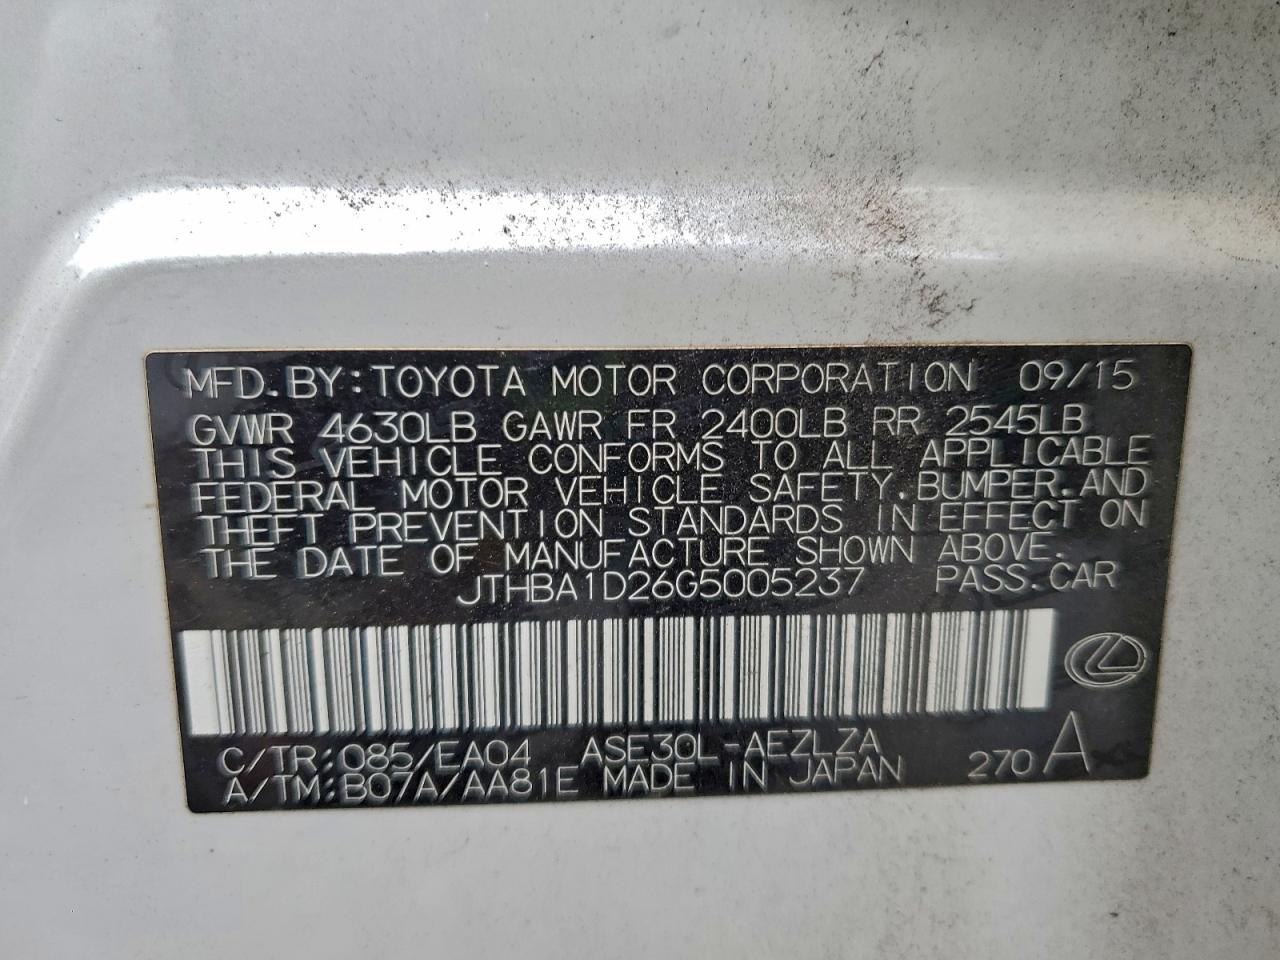 MFD. BY: TOYOTA MOTOR CORPORATION 09/15
GVWR 4630LB GAWR FR 2400LB RR 2545LB
THIS VEHICLE CONFORMS TO ALL APPLICABLE
FEDERAL MOTOR VEHICLE SAFETY, BUMPER, AND
THEFT PREVENTION STANDARDS IN EFFECT ON
THE DATE OF MANUFACTURE SHOWN ABOVE.
JTHBA1D26G5005237 PASS. CAR
C/TR: 085/EA04 ASE30L-AEZLZA
A/TM: B07A/AA81E MADE IN JAPAN 270 A